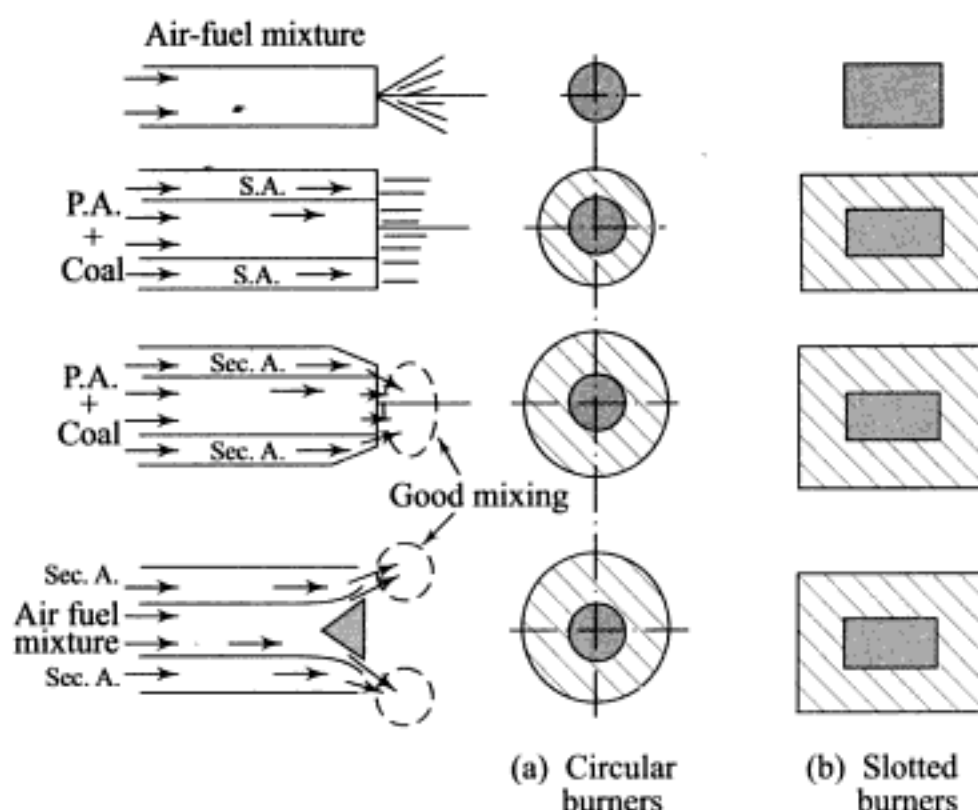 Air-fuel mixture
S.A.
P.A.
+
Coal
S.A.
Sec. A.
P.A.
+
Coal
Sec. A.
Good mixing
Sec. A.
Air fuel
mixture
Sec. A.
(a) Circular
burners
(b) Slotted
burners